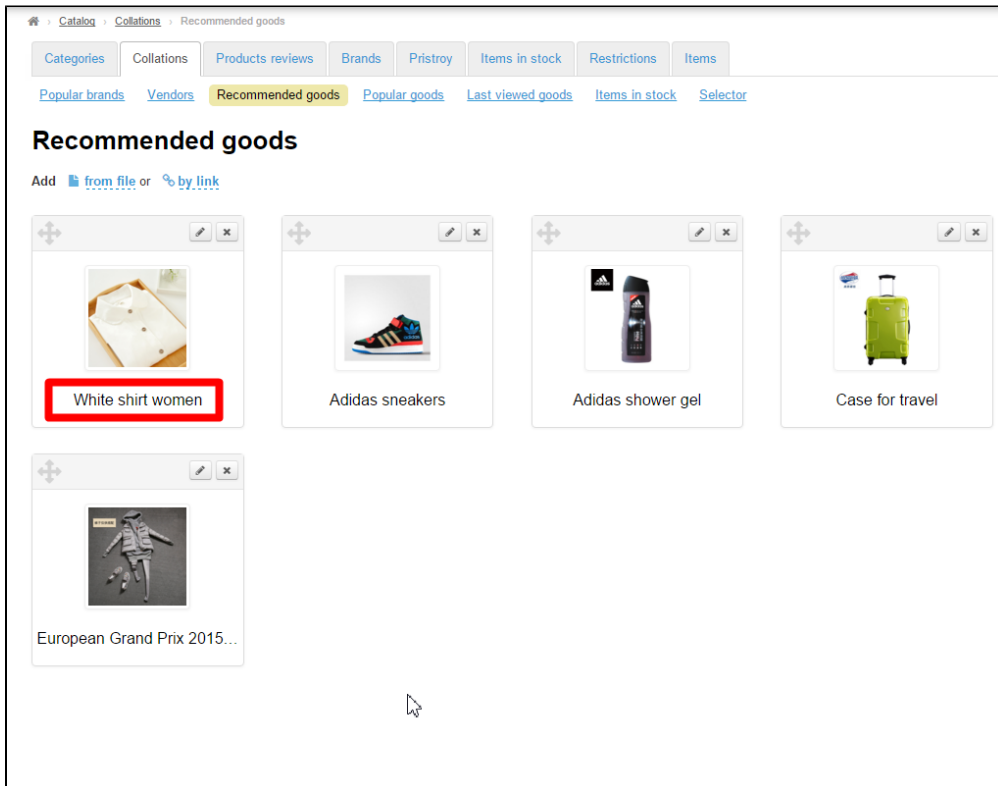 Catalog › Collations › Recommended goods
Categories Collations Products reviews Brands Pristroy Items in stock Restrictions Items
Popular brands Vendors Recommended goods Popular goods Last viewed goods Items in stock Selector
Recommended goods
Add from file or by link
White shirt women Adidas sneakers Adidas shower gel Case for travel
European Grand Prix 2015...